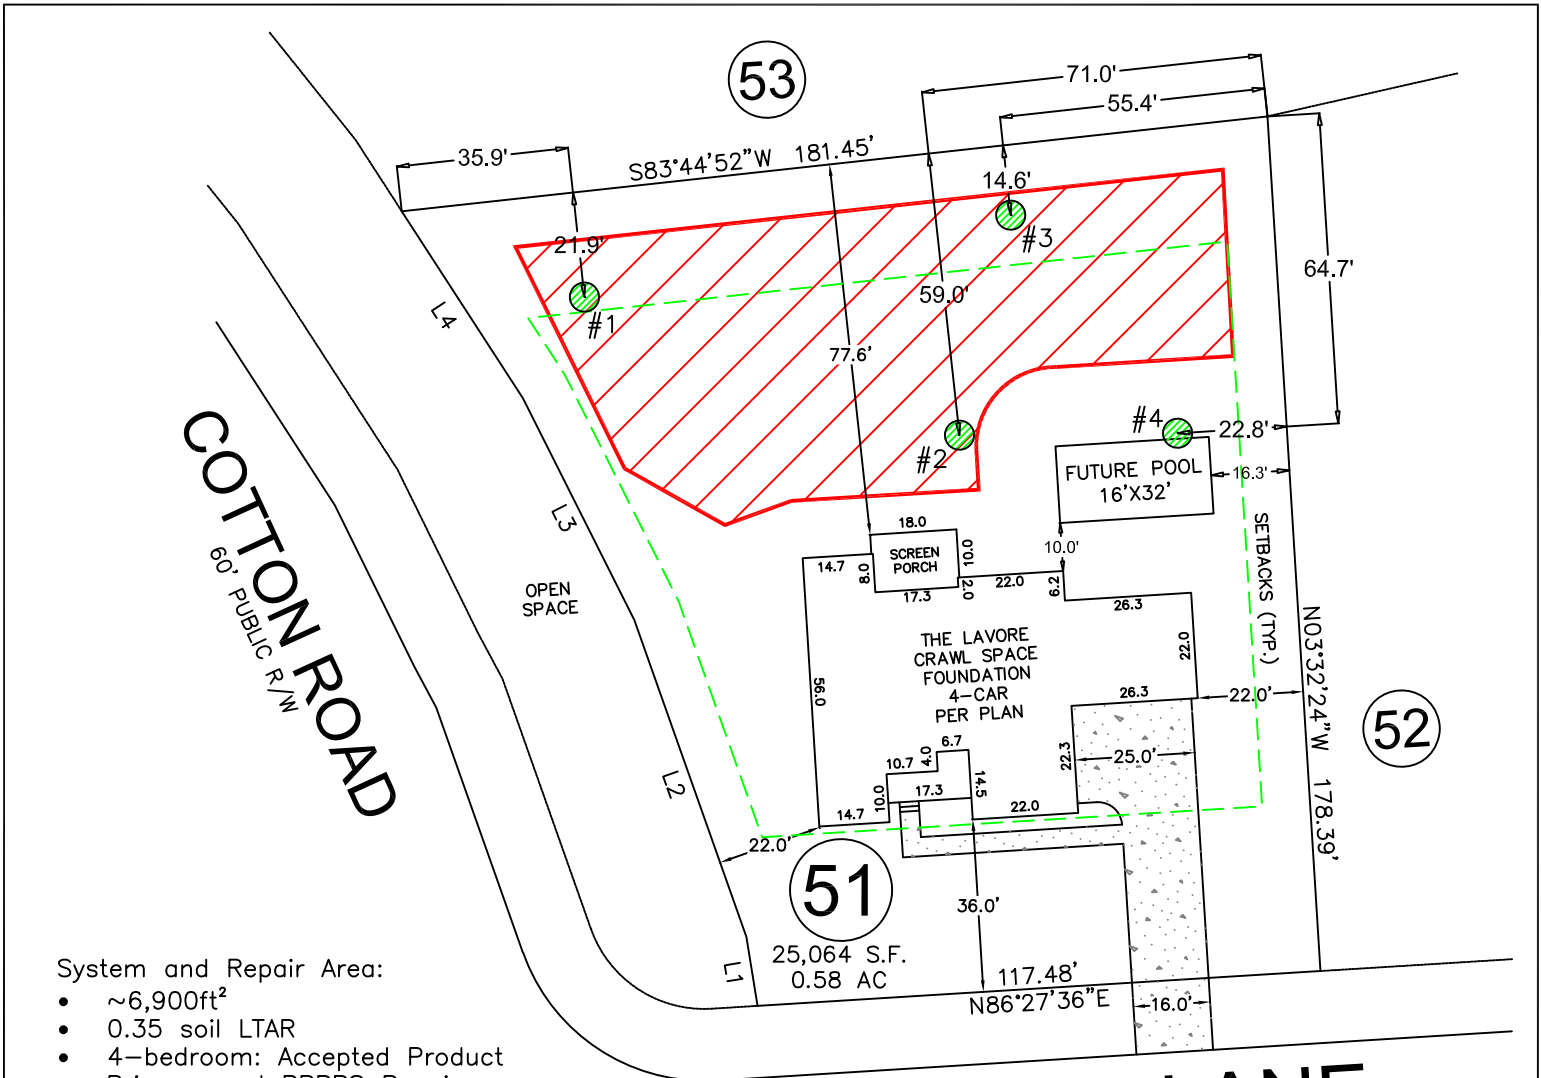 53
71.0'
55.4'
35.9'
S83°44'52"W 181.45'
14.6'
#3
21.9'
#1
59.0'
64.7'
77.6'
L4
#4
22.8'
#2
FUTURE POOL
16'X32'
16.3'
COTTON ROAD
60' PUBLIC R/W
L3
18.0
SCREEN
PORCH
10.0
10.0'
14.7
8.0
17.3
2.0
22.0
6.2
26.3
SETBACKS (TYP.)
OPEN
SPACE
THE LAVORE
CRAWL SPACE
FOUNDATION
4-CAR
PER PLAN
22.0
N03°32'24"W 178.39'
56.0
26.3
22.0'
52
6.7
4.0
10.7
22.3
25.0'
L2
10.0
17.3
14.5
14.7
22.0
22.0'
51
36.0'
25,064 S.F.
0.58 AC
L1
117.48'
N86°27'36"E
16.0'
System and Repair Area:
• ~6,900ft²
• 0.35 soil LTAR
• 4-bedroom: Accepted Product
LANE